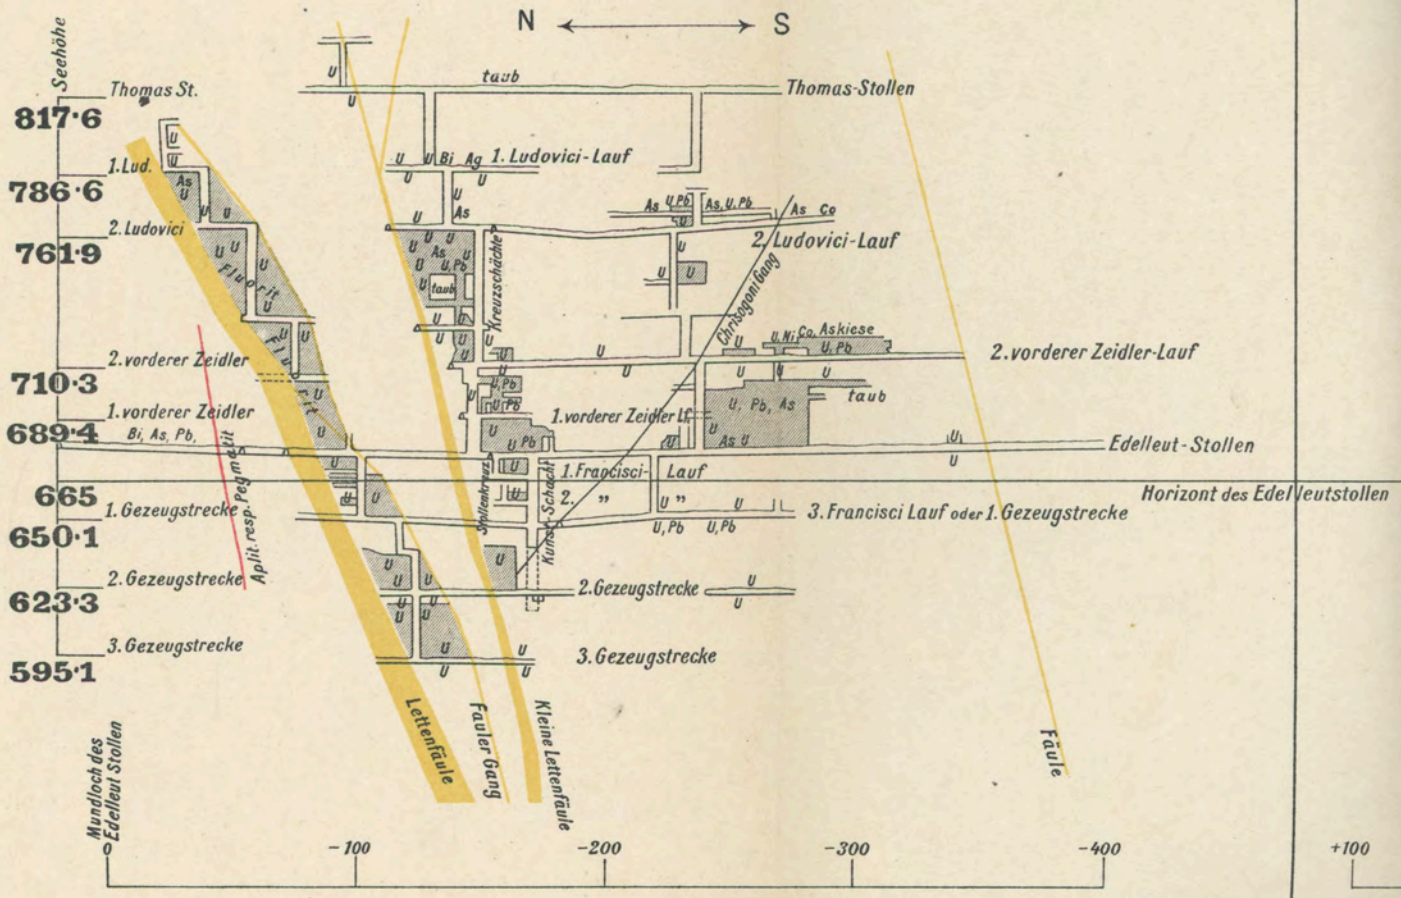 N S
Seehöhe
Thomas St.
817·6
1.Lud.
786·6
2. Ludovici
761·9
2. vorderer Zeidler
710·3
1. vorderer Zeidler
689·4
Bi, As, Pb,
665
1. Gezeugstrecke
650·1
2. Gezeugstrecke
623·3
3. Gezeugstrecke
595·1
Aplit. resp. Pegmatit
taub
Thomas-Stollen
U
U
U
U
U
U Bi Ag 1. Ludovici-Lauf
U
U
U
As
U
As
U
U
U
U
As U,Pb As, U, Pb As Co
U
2. Ludovici-Lauf
U U
Fluorit
U
U
U
U U U
As U
U U,Pb
U
taub
U
U
Kreuzschächte
U
U
U
Chrisogoni Gang
U
U
Fluorit
U
U
U
U
U
U
U
U
U
U, Ni Co, Askiese
U, Pb
U
U
U
2. vorderer Zeidler-Lauf
U
U, Pb
Pb
1. vorderer Zeidler Lf.
U, Pb, As
taub
U
U
U Pb
U
U
As U
U
U
Edelleut-Stollen
U
U
U
U
Stollenkreuz
Kunst-Schacht
1. Francisci- Lauf
2. „ „
Horizont des Edelleutstollen
U
U
U
U, Pb U, Pb
3. Francisci Lauf oder 1. Gezeugstrecke
U
U
U
U
U
2. Gezeugstrecke
U
U
U
U
U
U
U
U
U
U
U
3. Gezeugstrecke
Lettenfäule
Fauler Gang
Kleine Lettenfäule
Fäule
Mundloch des
Edelleut Stollen
0 -100 -200 -300 -400 +100